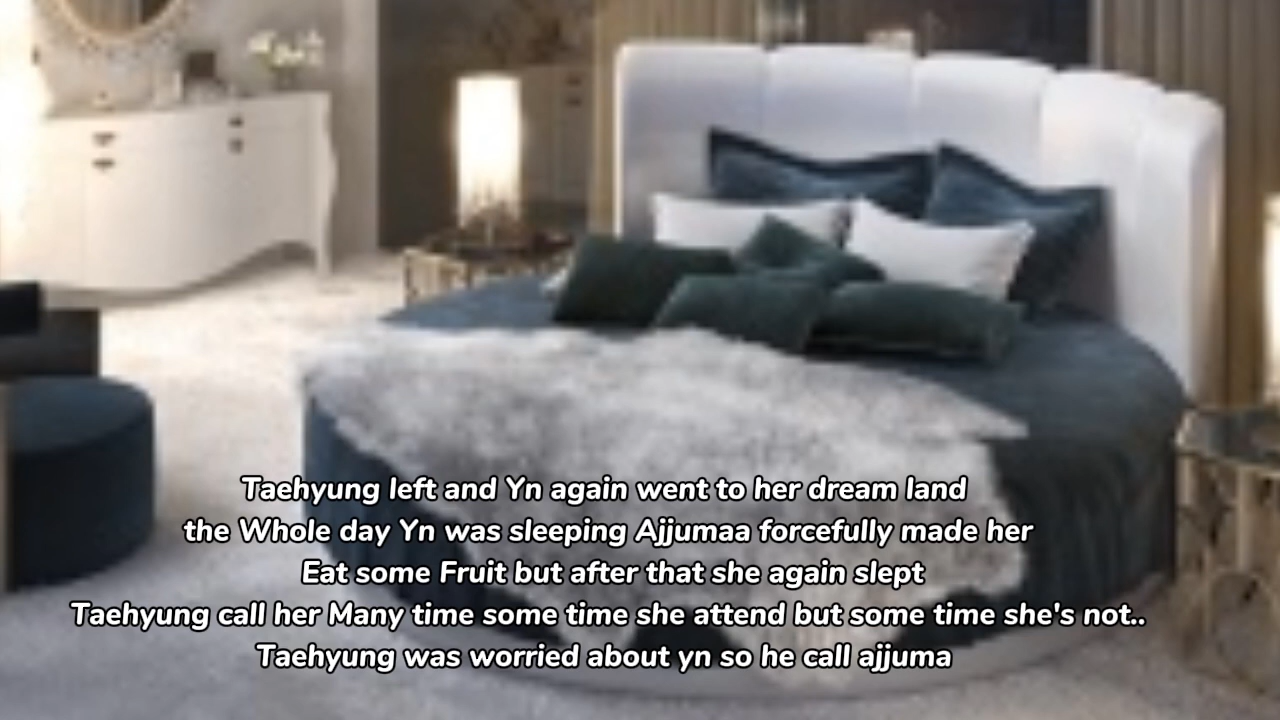 Taehyung left and Yn again went to her dream land
the Whole day Yn was sleeping Ajjumaa forcefully made her
Eat some Fruit but after that she again slept
Taehyung call her Many time some time she attend but some time she's not..
Taehyung was worried about yn so he call ajjuma